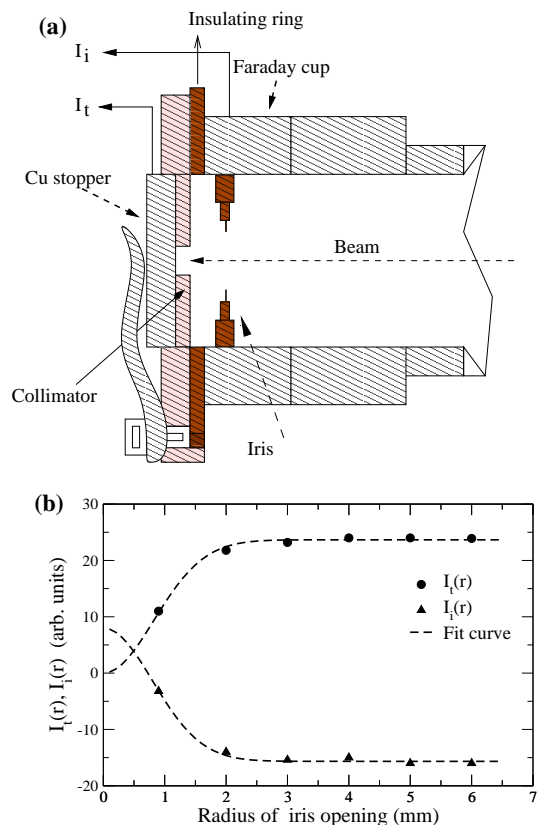 (a)
Insulating ring
I_i
Faraday cup
I_t
Cu stopper
Beam
Collimator
Iris
(b)
30
20
10
0
-10
-20
I_t(r), I_i(r) (arb. units)
I_t(r)
I_i(r)
Fit curve
0 1 2 3 4 5 6 7
Radius of iris opening (mm)